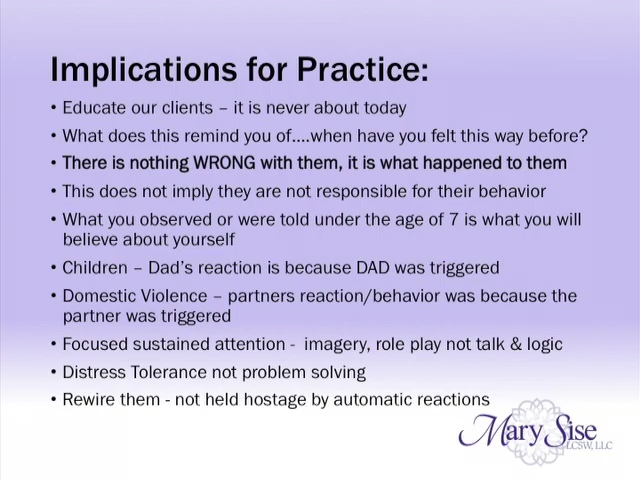 Implications for Practice:
• Educate our clients – it is never about today
• What does this remind you of....when have you felt this way before?
• There is nothing WRONG with them, it is what happened to them
• This does not imply they are not responsible for their behavior
• What you observed or were told under the age of 7 is what you will
believe about yourself
• Children – Dad's reaction is because DAD was triggered
• Domestic Violence – partners reaction/behavior was because the
partner was triggered
• Focused sustained attention - imagery, role play not talk & logic
• Distress Tolerance not problem solving
• Rewire them - not held hostage by automatic reactions
Mary Sise
LCSW, LLC